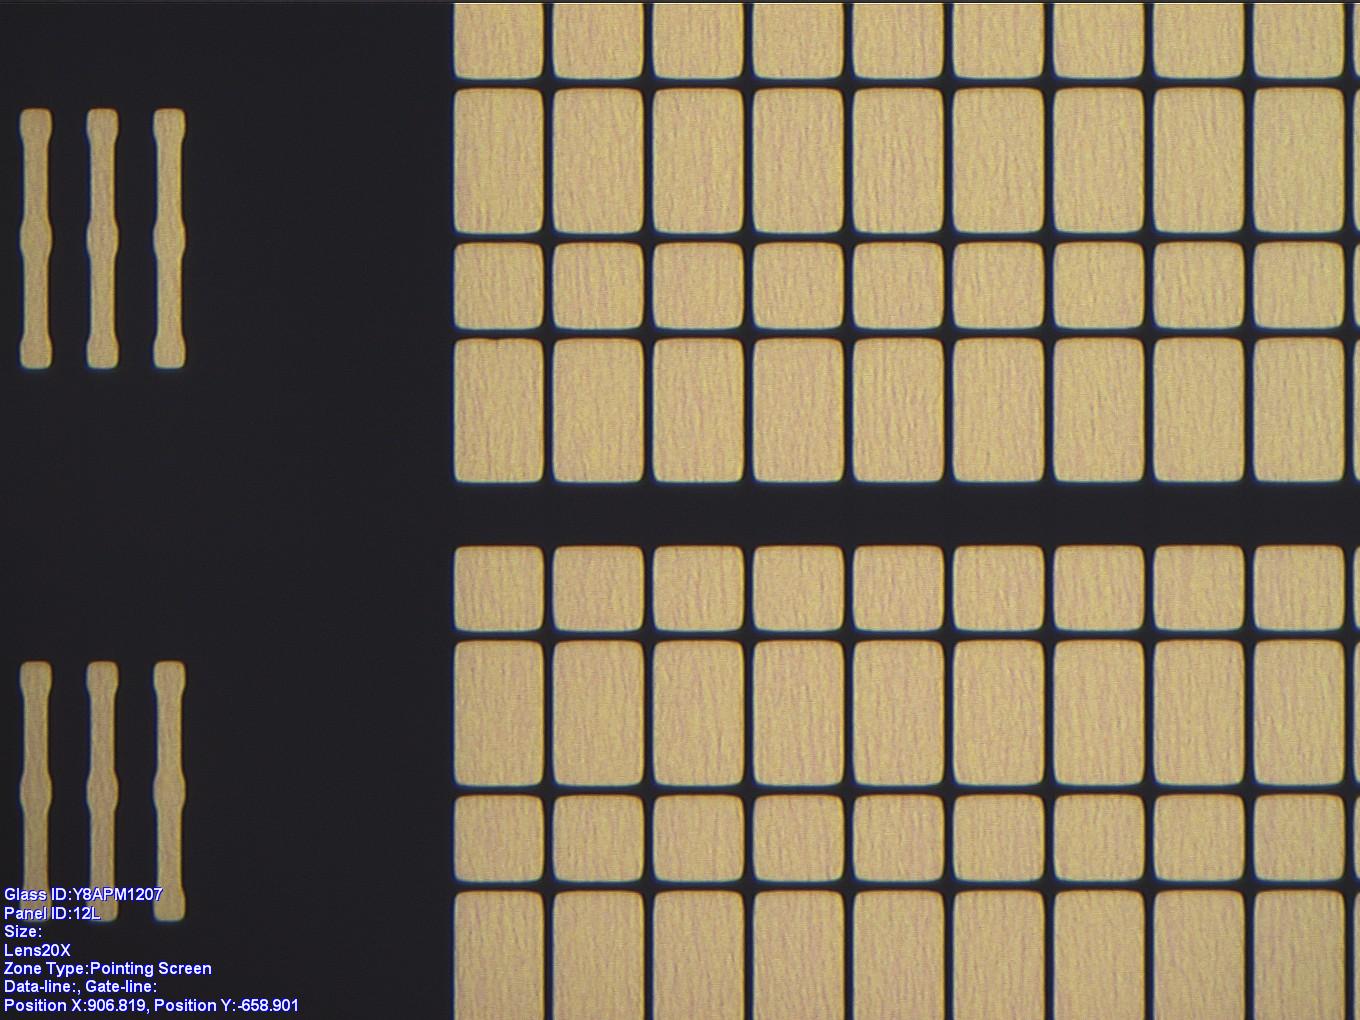 Glass ID:Y8APM1207
Panel ID:12L
Size:
Lens20X
Zone Type:Pointing Screen
Data-line:, Gate-line:
Position X:906.819, Position Y:-658.901